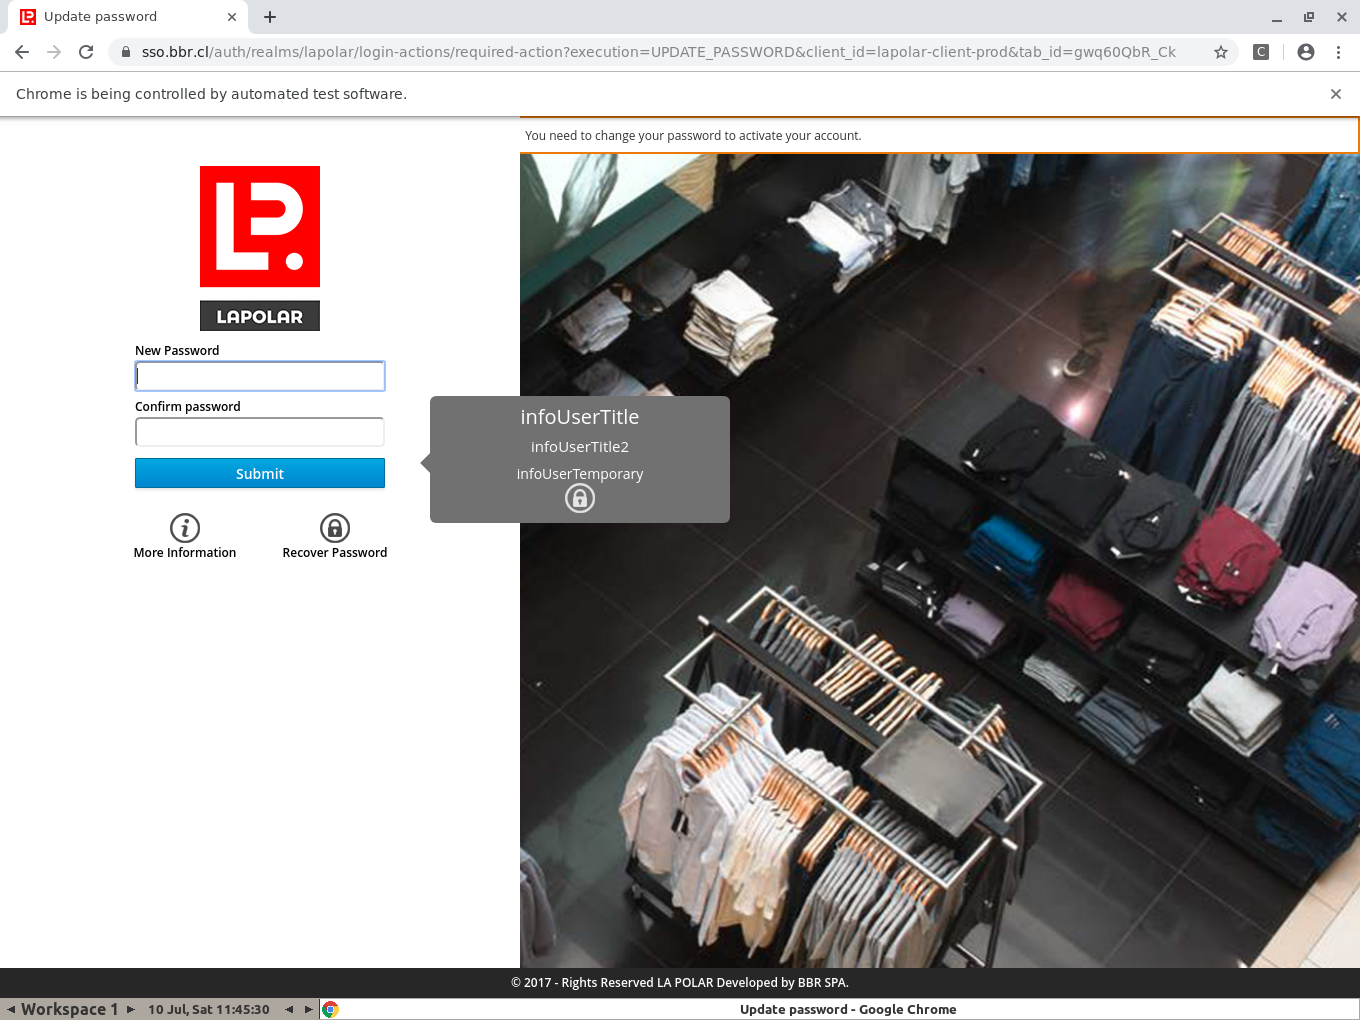 Update password
sso.bbr.cl/auth/realms/lapolar/login-actions/required-action?execution=UPDATE_PASSWORD&client_id=lapolar-client-prod&tab_id=gwq60QbR_Ck
C
Chrome is being controlled by automated test software.
You need to change your password to activate your account.
LP.
LAPOLAR
New Password
Confirm password
Submit
More Information
Recover Password
infoUserTitle
infoUserTitle2
infoUserTemporary
© 2017 - Rights Reserved LA POLAR Developed by BBR SPA.
Workspace 1
10 Jul, Sat 11:45:30
Update password - Google Chrome